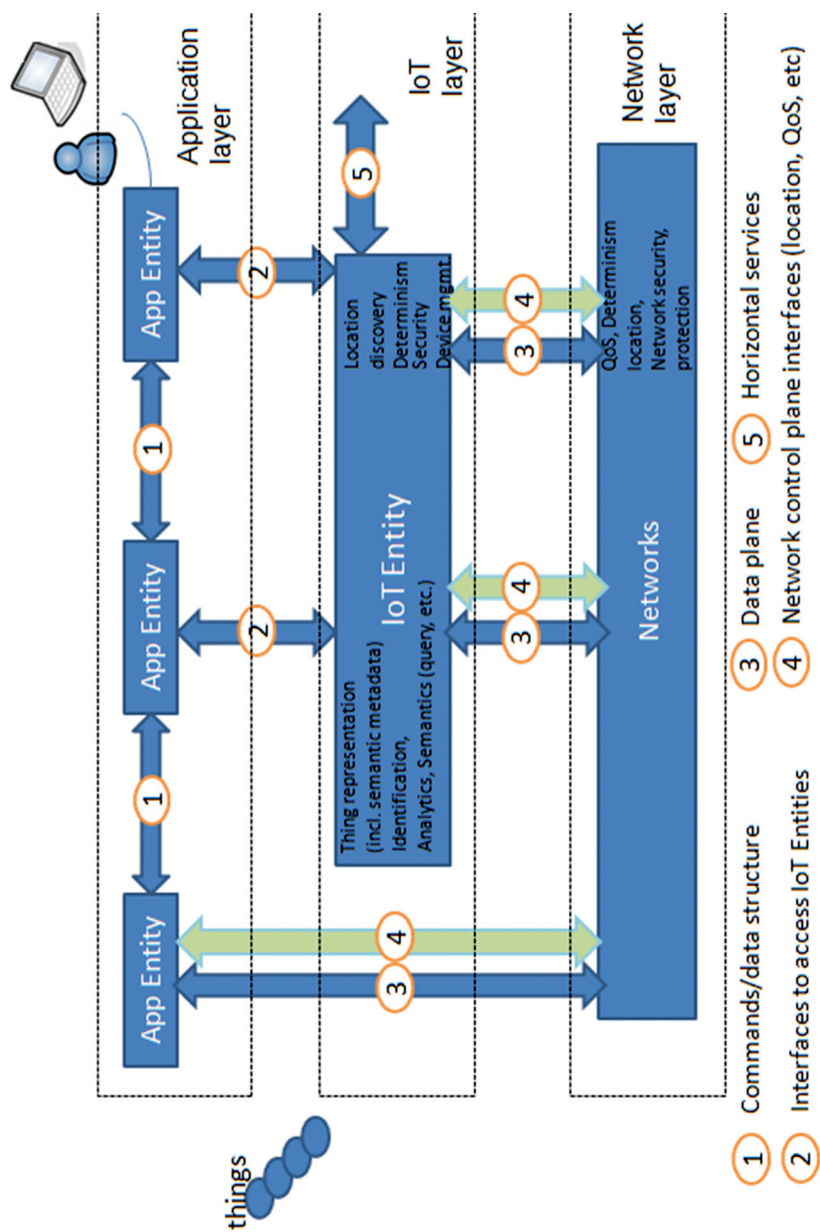 things
Application
layer
App Entity
1
App Entity
1
App Entity
2
2
IoT
layer
Thing representation
(incl. semantic metadata)
Identification,
Analytics, Semantics (query, etc.)
IoT Entity
Location
discovery
Determinism
Security
Device mgmt.
5
3
4
3
4
3
4
Network
layer
Networks
QoS, Determinism
location,
Network security,
protection
1 Commands/data structure
2 Interfaces to access IoT Entities
3 Data plane
4 Network control plane interfaces (location, QoS, etc)
5 Horizontal services